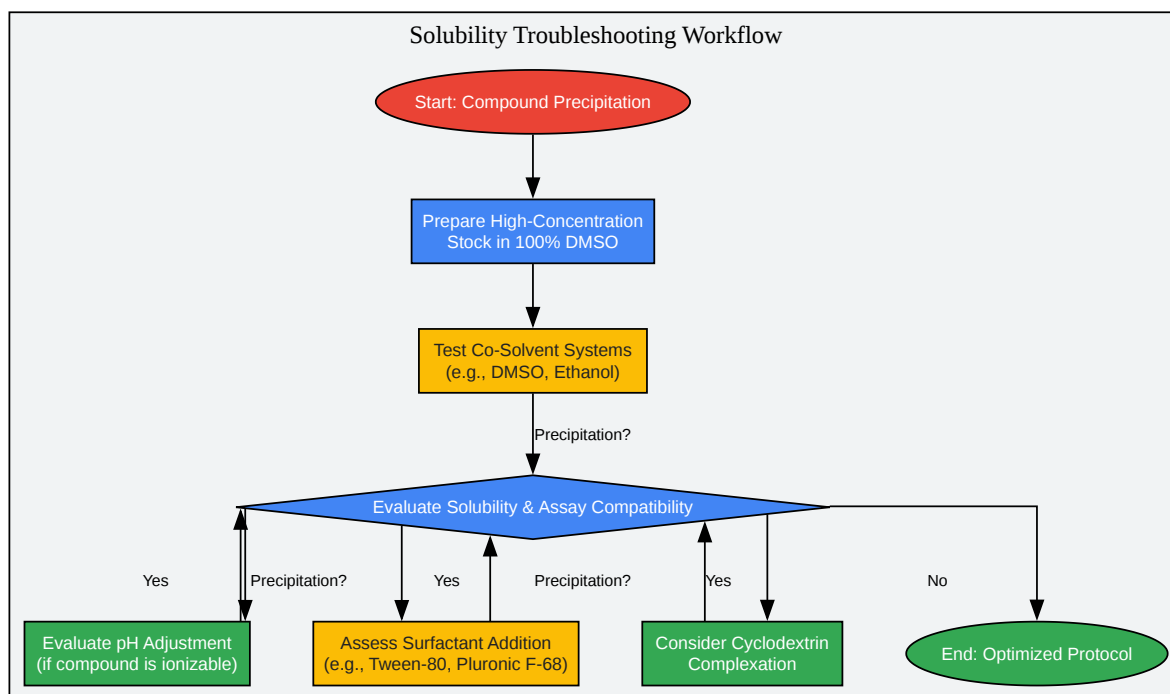 Solubility Troubleshooting Workflow
Start: Compound Precipitation
Prepare High-Concentration
Stock in 100% DMSO
Test Co-Solvent Systems
(e.g., DMSO, Ethanol)
Precipitation?
Evaluate Solubility & Assay Compatibility
Yes
Precipitation?
Yes
Precipitation?
Yes
No
Evaluate pH Adjustment
(if compound is ionizable)
Assess Surfactant Addition
(e.g., Tween-80, Pluronic F-68)
Consider Cyclodextrin
Complexation
End: Optimized Protocol